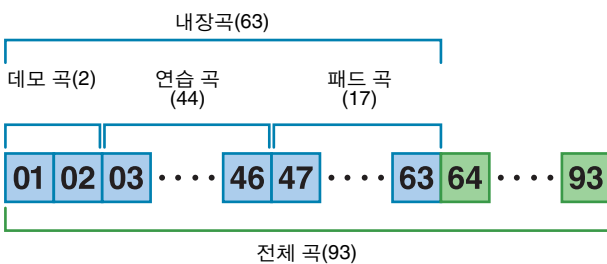 내장곡(63)
데모 곡(2)
연습 곡
(44)
패드 곡
(17)
01 02 03 ···· 46 47 ···· 63 64 ···· 93
전체 곡(93)